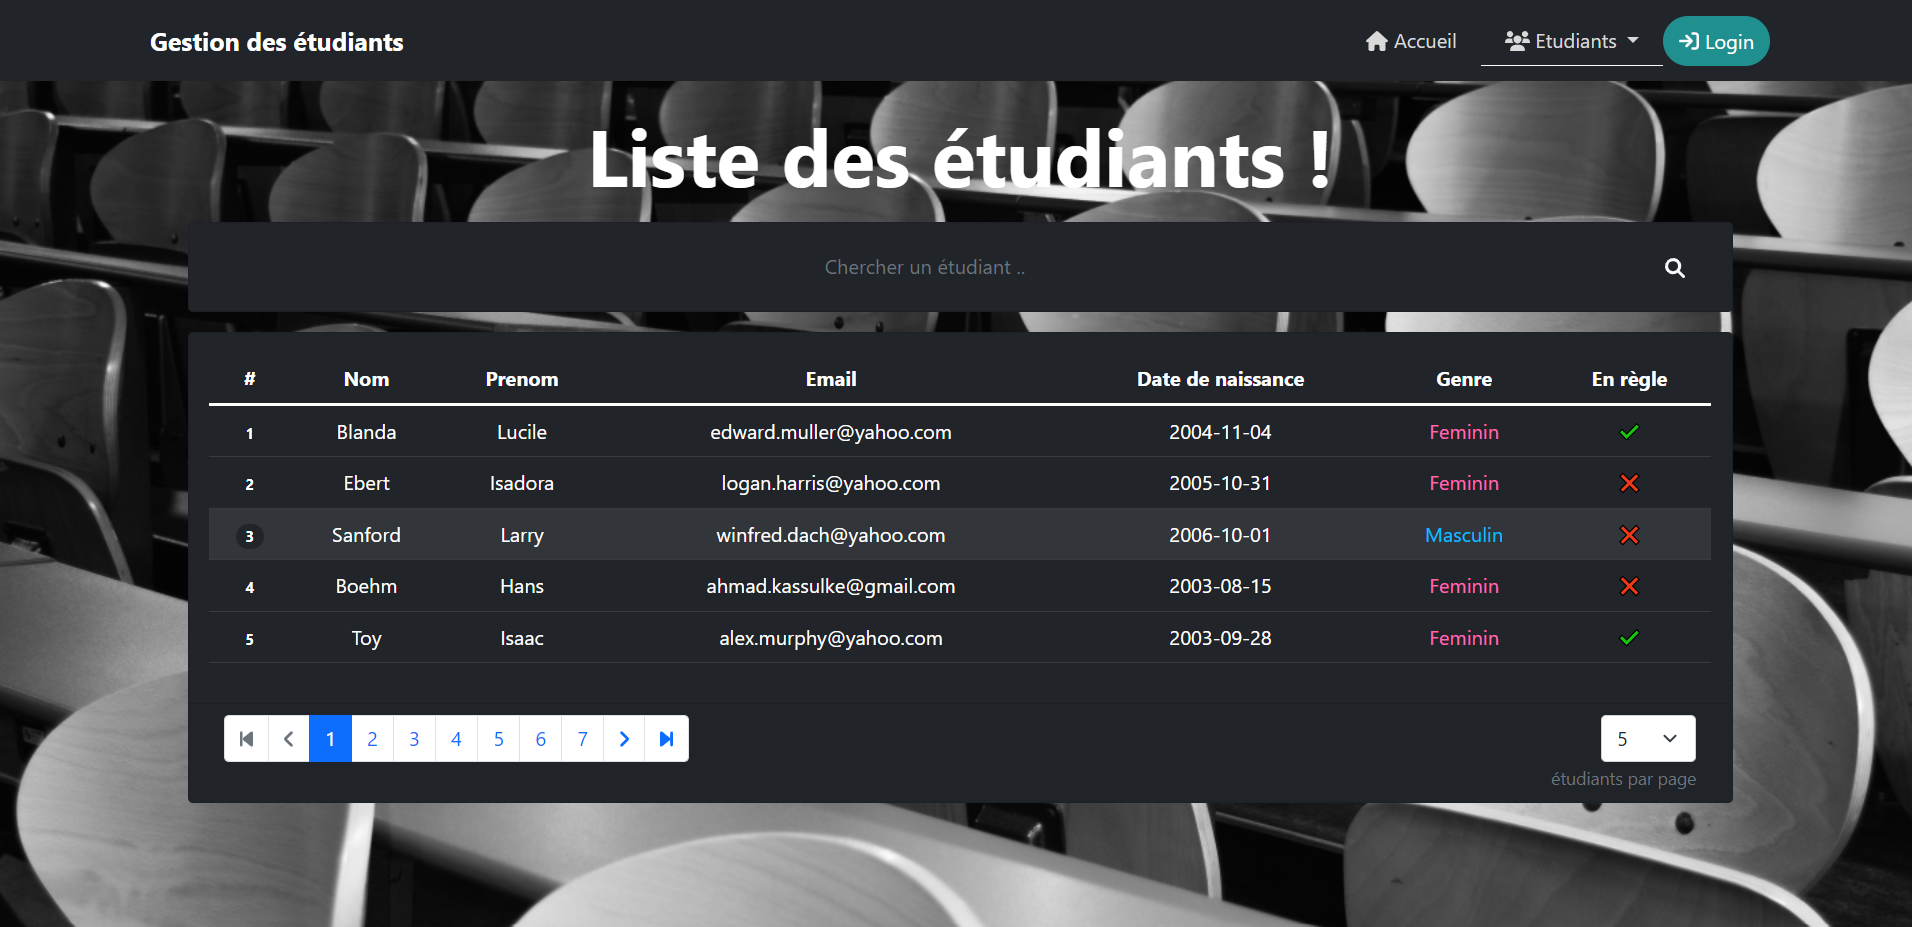 Gestion des étudiants Accueil Etudiants Login
Liste des étudiants !
Chercher un étudiant ..
# Nom Prenom Email Date de naissance Genre En règle
1 Blanda Lucile edward.muller@yahoo.com 2004-11-04 Feminin
2 Ebert Isadora logan.harris@yahoo.com 2005-10-31 Feminin
3 Sanford Larry winfred.dach@yahoo.com 2006-10-01 Masculin
4 Boehm Hans ahmad.kassulke@gmail.com 2003-08-15 Feminin
5 Toy Isaac alex.murphy@yahoo.com 2003-09-28 Feminin
1 2 3 4 5 6 7 5
étudiants par page